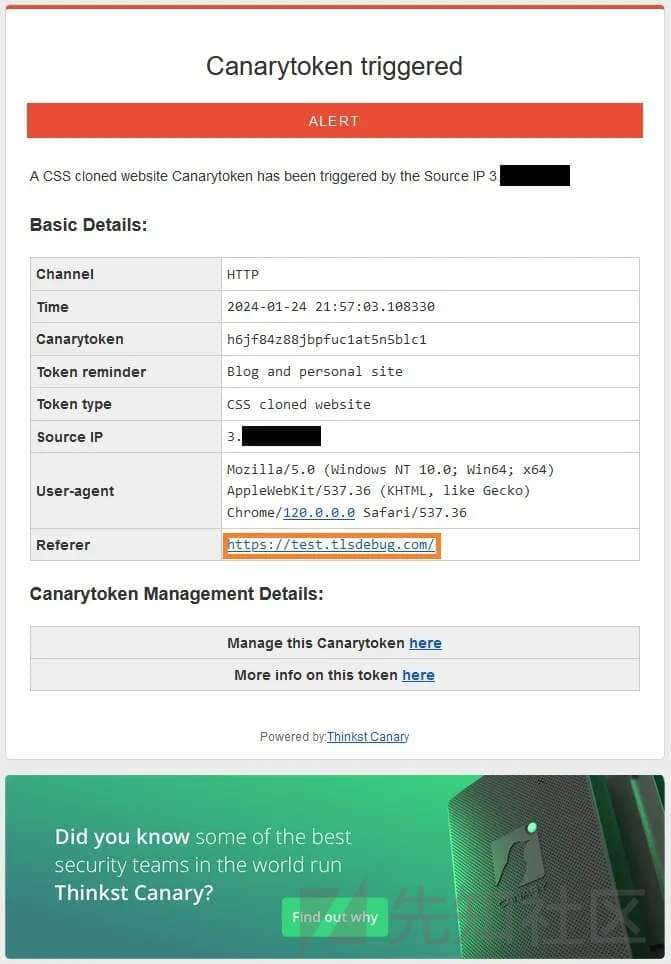 Canarytoken triggered
ALERT
A CSS cloned website Canarytoken has been triggered by the Source IP 3
Basic Details:
Channel HTTP
Time 2024-01-24 21:57:03.108330
Canarytoken h6jf84z88jbpfuc1at5n5blc1
Token reminder Blog and personal site
Token type CSS cloned website
Source IP 3.
Mozilla/5.0 (Windows NT 10.0; Win64; x64)
User-agent AppleWebKit/537.36 (KHTML, like Gecko)
Chrome/120.0.0.0 Safari/537.36
Referer https://test.tlsdebug.com/
Canarytoken Management Details:
Manage this Canarytoken here
More info on this token here
Powered by:Thinkst Canary
Did you know some of the best
security teams in the world run
Thinkst Canary?
Find out why
先知社区